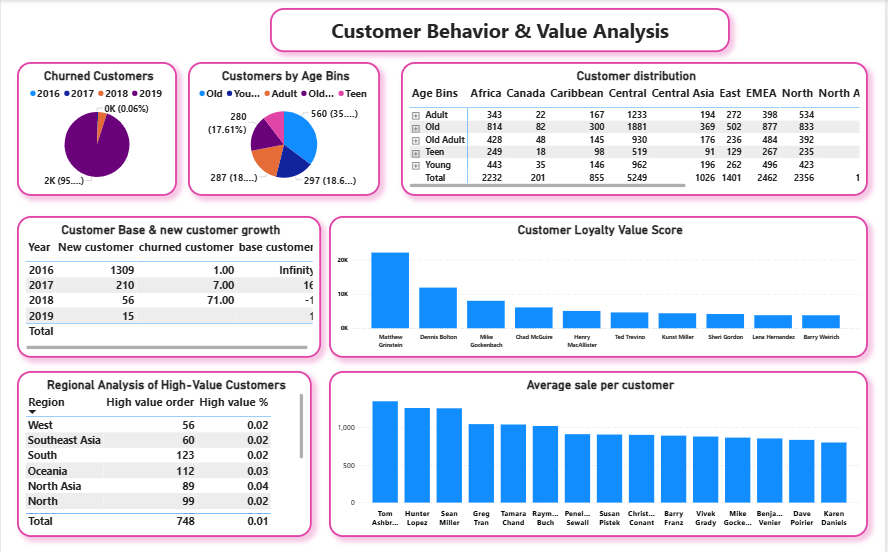 Customer Behavior & Value Analysis
Churned Customers
2016 2017 2018 2019
0K (0.06%)
2K (95....)
Customers by Age Bins
Old You... Adult Old... Teen
280
(17.61%)
560 (35....)
287 (18....)
297 (18.6...)
Customer distribution
Age Bins Africa Canada Caribbean Central Central Asia East EMEA North North A
Adult 343 22 167 1233 194 272 398 534
Old 814 82 300 1881 369 502 877 833
Old Adult 428 48 145 930 176 236 484 392
Teen 249 18 98 519 91 129 267 235
Young 443 35 146 962 196 262 496 423
Total 2232 201 855 5249 1026 1401 2462 2356 1
Customer Base & new customer growth
Year New customer churned customer base customer
2016 1309 1.00 Infinity
2017 210 7.00 16
2018 56 71.00 -1
2019 15 1
Total
Customer Loyalty Value Score
20K
10K
0K
Matthew Grinstein
Dennis Bolton
Mike Gockenbach
Chad McGuire
Henry MacAllister
Ted Trevino
Kunst Miller
Sheri Gordon
Lena Hernandez
Barry Weirich
Regional Analysis of High-Value Customers
Region High value order High value %
West 56 0.02
Southeast Asia 60 0.02
South 123 0.02
Oceania 112 0.03
North Asia 89 0.04
North 99 0.02
Total 748 0.01
Average sale per customer
1,000
500
0
Tom Ashbr...
Hunter Lopez
Sean Miller
Greg Tran
Tamara Chand
Raym... Buch
Penel... Sewall
Susan Pistek
Christ... Conant
Barry Franz
Vivek Grady
Mike Gocke...
Benja... Venier
Dave Poirier
Karen Daniels